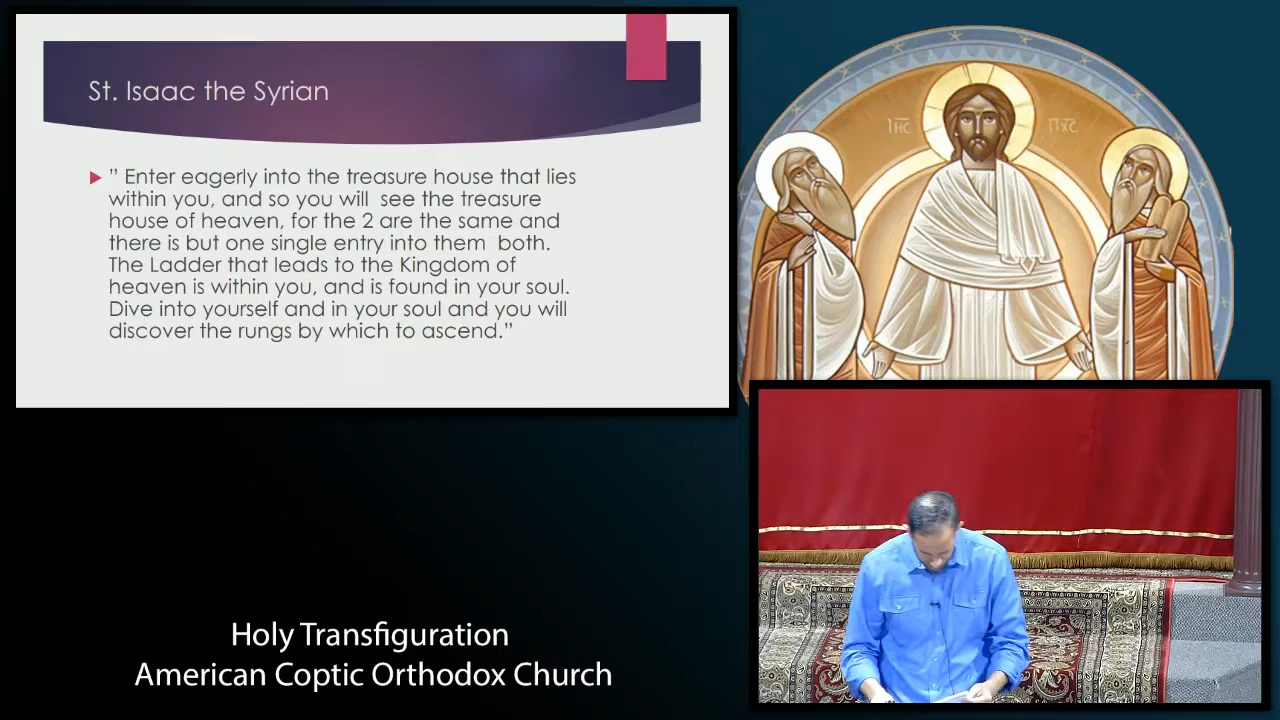 St. Isaac the Syrian
” Enter eagerly into the treasure house that lies
within you, and so you will see the treasure
house of heaven, for the 2 are the same and
there is but one single entry into them both.
The Ladder that leads to the Kingdom of
heaven is within you, and is found in your soul.
Dive into yourself and in your soul and you will
discover the rungs by which to ascend.”
IHC ΠΧC
Holy Transfiguration
American Coptic Orthodox Church